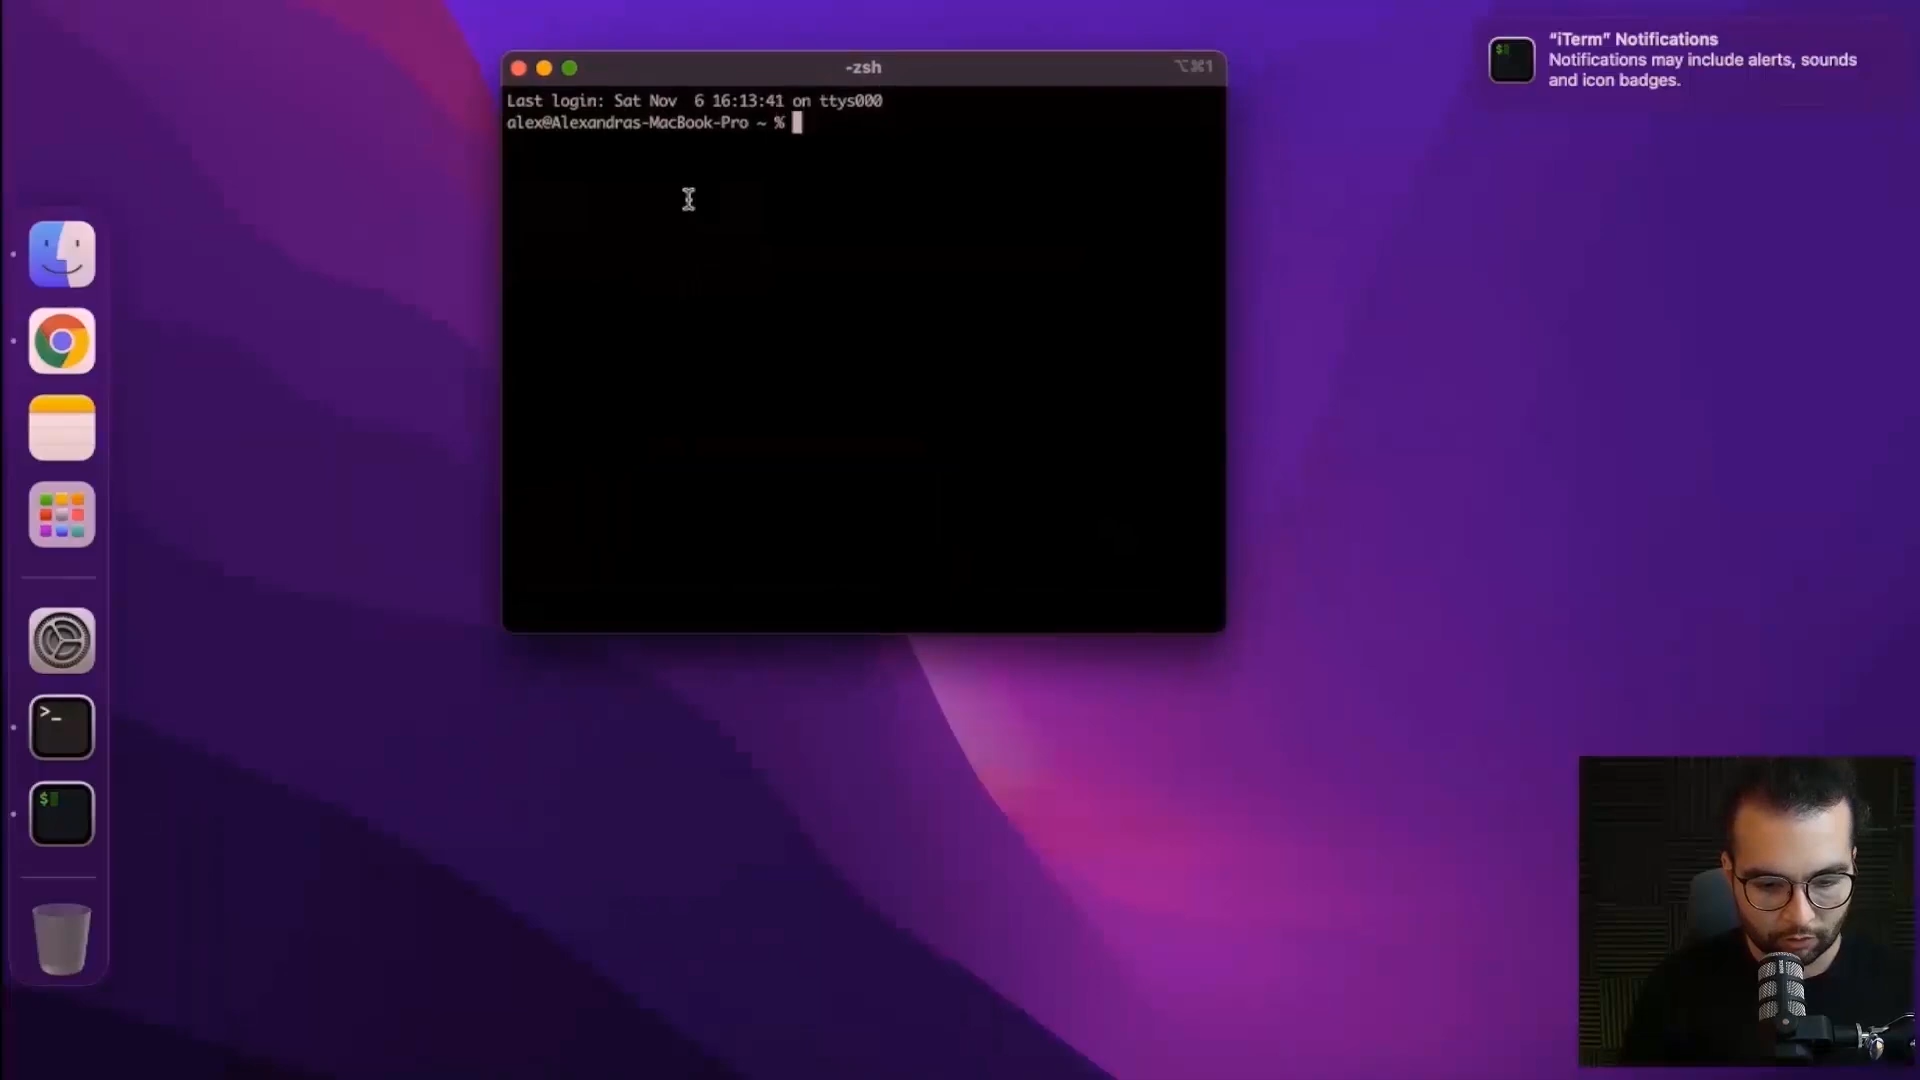 -zsh
⌥⌘1
Last login: Sat Nov  6 16:13:41 on ttys000
alex@Alexandras-MacBook-Pro ~ %
“iTerm” Notifications
Notifications may include alerts, sounds
and icon badges.
>_
$